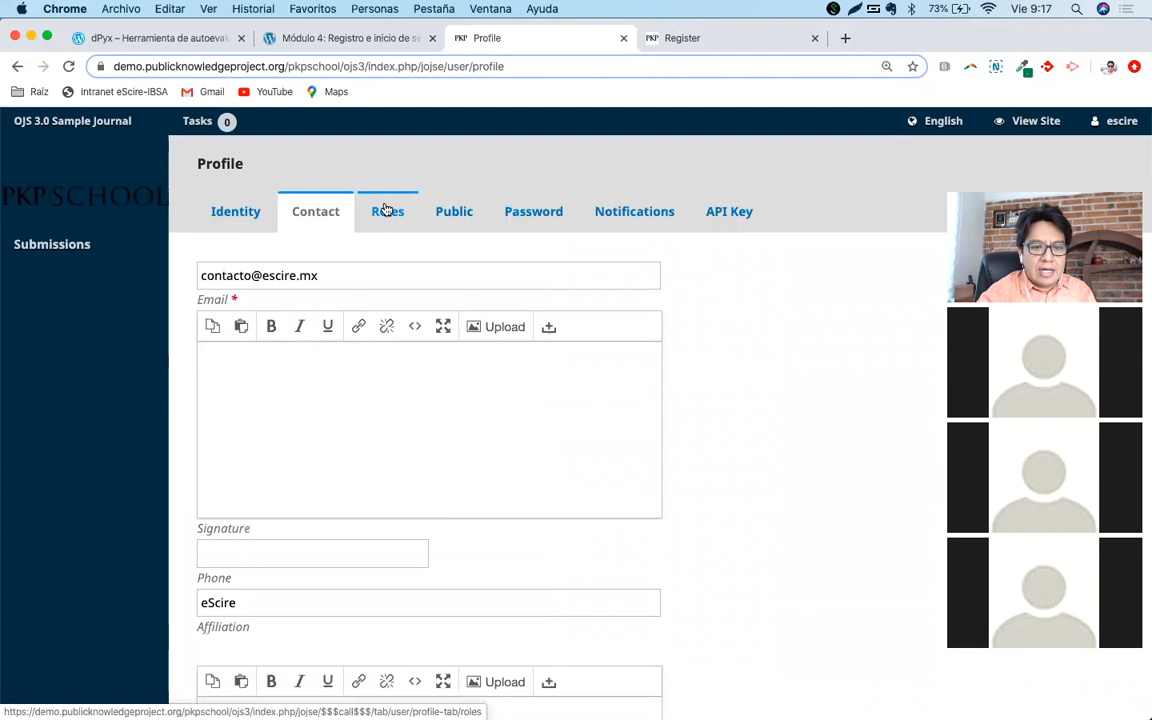 Chrome Archivo Editar Ver Historial Favoritos Personas Pestaña Ventana Ayuda 73% Vie 9:17
dPyx – Herramienta de autoeval Módulo 4: Registro e inicio de se PKP Profile PKP Register
demo.publicknowledgeproject.org/pkpschool/ojs3/index.php/jojse/user/profile
Raíz Intranet eScire-IBSA Gmail YouTube Maps
OJS 3.0 Sample Journal Tasks 0 English View Site escire
Profile
PKP SCHOOL
Identity Contact Roles Public Password Notifications API Key
Submissions
contacto@escire.mx
Email *
B I U Upload
Signature
Phone
eScire
Affiliation
B I U Upload
https://demo.publicknowledgeproject.org/pkpschool/ojs3/index.php/jojse/$$$call$$$/tab/user/profile-tab/roles